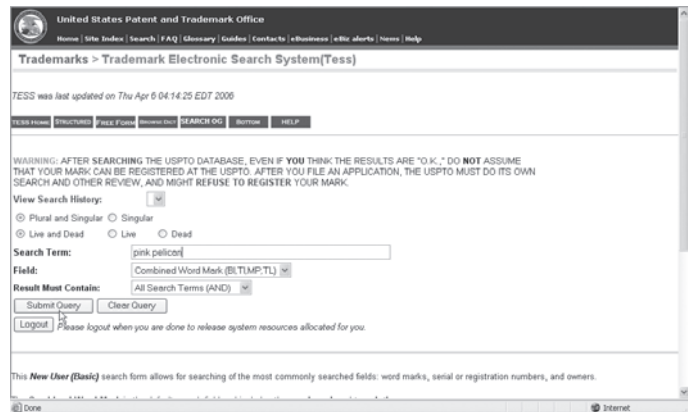 United States Patent and Trademark Office
Home | Site Index | Search | FAQ | Glossary | Guides | Contacts | eBusiness | eBiz alerts | News | Help
Trademarks > Trademark Electronic Search System(Tess)
TESS was last updated on Thu Apr 6 04:14:25 EDT 2006
TESS HOME STRUCTURED FREE FORM BROWSE DICT SEARCH OG BOTTOM HELP
WARNING: AFTER SEARCHING THE USPTO DATABASE, EVEN IF YOU THINK THE RESULTS ARE "O.K.," DO NOT ASSUME
THAT YOUR MARK CAN BE REGISTERED AT THE USPTO. AFTER YOU FILE AN APPLICATION, THE USPTO MUST DO ITS OWN
SEARCH AND OTHER REVIEW, AND MIGHT REFUSE TO REGISTER YOUR MARK.
View Search History:
Plural and Singular Singular
Live and Dead Live Dead
Search Term: pink pelican
Field: Combined Word Mark (BI,TI,MP,TL)
Result Must Contain: All Search Terms (AND)
Submit Query Clear Query
Logout Please logout when you are done to release system resources allocated for you.
This New User (Basic) search form allows for searching of the most commonly searched fields: word marks, serial or registration numbers, and owners.
Done Internet